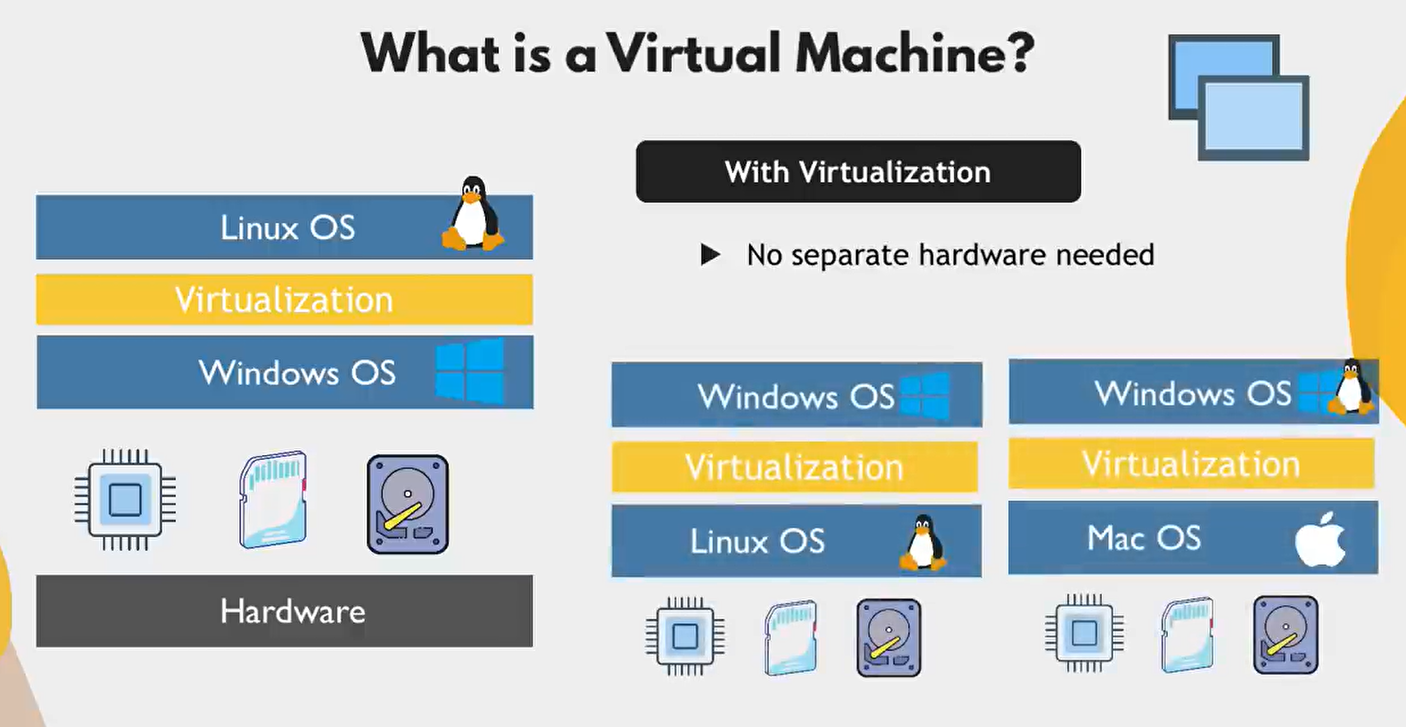 What is a Virtual Machine?
With Virtualization
▶ No separate hardware needed
Linux OS
Virtualization
Windows OS
Hardware
Windows OS
Virtualization
Linux OS
Windows OS
Virtualization
Mac OS